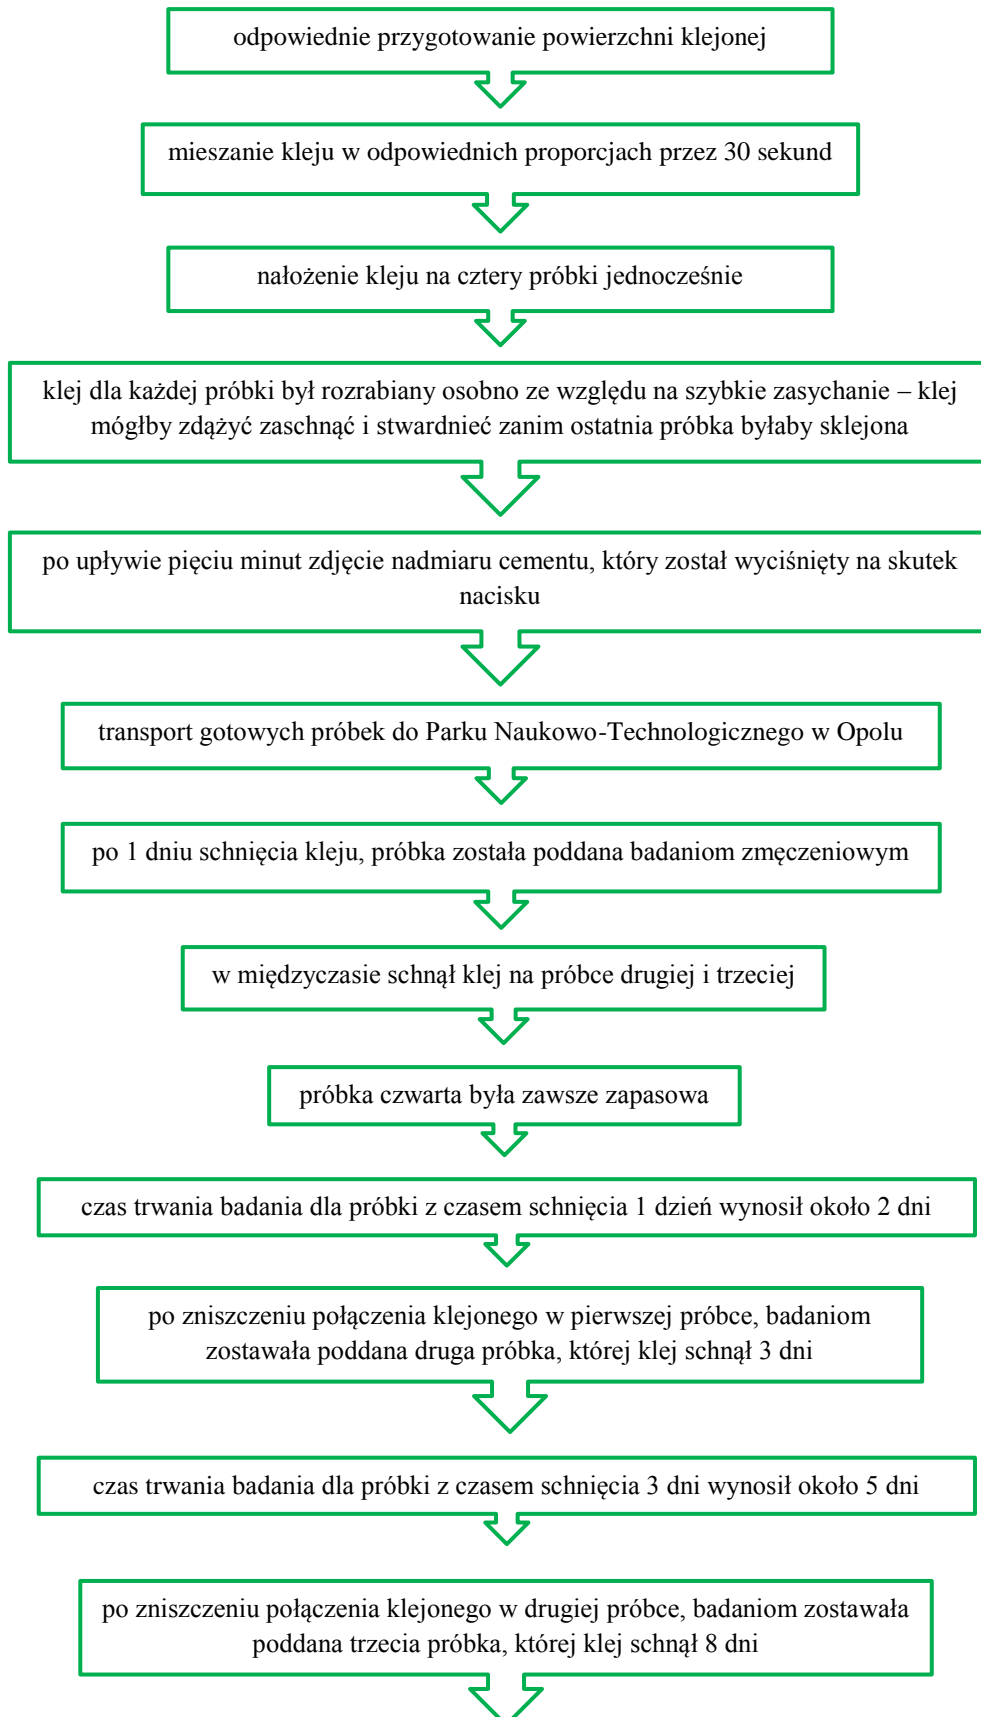 odpowiednie przygotowanie powierzchni klejonej
mieszanie kleju w odpowiednich proporcjach przez 30 sekund
nałożenie kleju na cztery próbki jednocześnie
klej dla każdej próbki był rozrabiany osobno ze względu na szybkie zasychanie – klej
mógłby zdążyć zaschnąć i stwardnieć zanim ostatnia próbka byłaby sklejona
po upływie pięciu minut zdjęcie nadmiaru cementu, który został wyciśnięty na skutek
nacisku
transport gotowych próbek do Parku Naukowo-Technologicznego w Opolu
po 1 dniu schnięcia kleju, próbka została poddana badaniom zmęczeniowym
w międzyczasie schnął klej na próbce drugiej i trzeciej
próbka czwarta była zawsze zapasowa
czas trwania badania dla próbki z czasem schnięcia 1 dzień wynosił około 2 dni
po zniszczeniu połączenia klejonego w pierwszej próbce, badaniom
zostawała poddana druga próbka, której klej schnął 3 dni
czas trwania badania dla próbki z czasem schnięcia 3 dni wynosił około 5 dni
po zniszczeniu połączenia klejonego w drugiej próbce, badaniom zostawała
poddana trzecia próbka, której klej schnął 8 dni